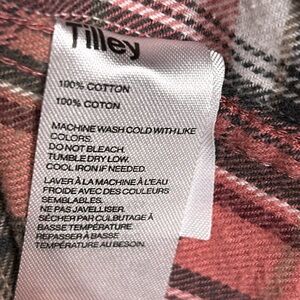 Tilley
100% COTTON
100% COTON
MACHINE WASH COLD WITH LIKE
COLORS.
DO NOT BLEACH.
TUMBLE DRY LOW.
COOL IRON IF NEEDED.
LAVER À LA MACHINE À L'EAU
FROIDE AVEC DES COULEURS
SEMBLABLES.
NE PAS JAVELLISER.
SÉCHER PAR CULBUTAGE À
BASSE TEMPÉRATURE.
REPASSER À BASSE
TEMPÉRATURE AU BESOIN.